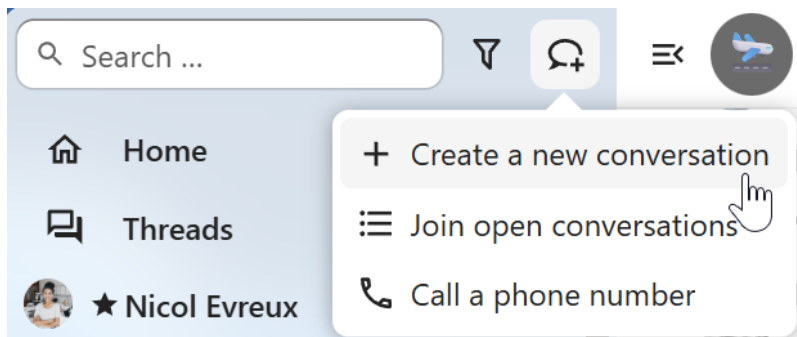 Search ...
Home
Threads
Nicol Evreux
Create a new conversation
Join open conversations
Call a phone number